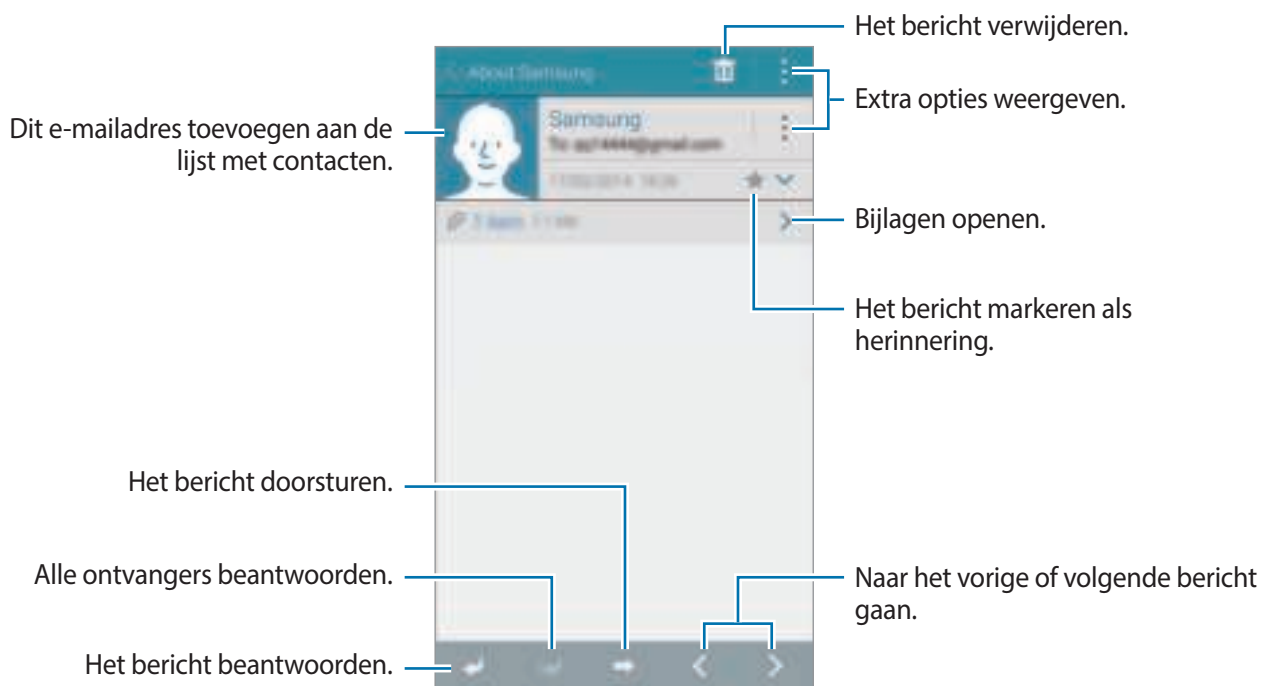 Het bericht verwijderen.
About Samsung
Extra opties weergeven.
Dit e-mailadres toevoegen aan de
lijst met contacten.
Samsung
Bijlagen openen.
Het bericht markeren als
herinnering.
Het bericht doorsturen.
Alle ontvangers beantwoorden.
Naar het vorige of volgende bericht
gaan.
Het bericht beantwoorden.